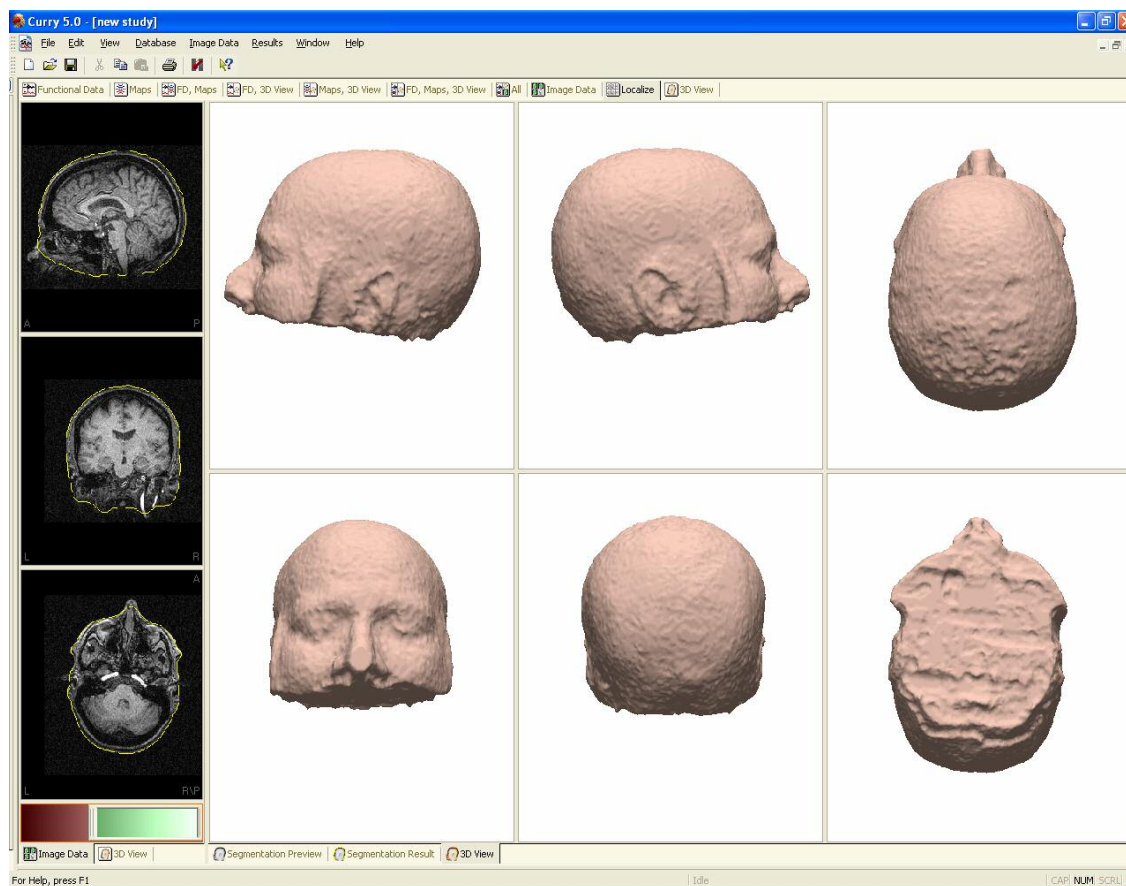 Curry 5.0 - [new study]
File Edit View Database Image Data Results Window Help
Functional Data Maps FD, Maps FD, 3D View Maps, 3D View FD, Maps, 3D View All Image Data Localize 3D View
A P
L R
A
L R\P
Image Data 3D View Segmentation Preview Segmentation Result 3D View
For Help, press F1 Idle CAP NUM SCRL